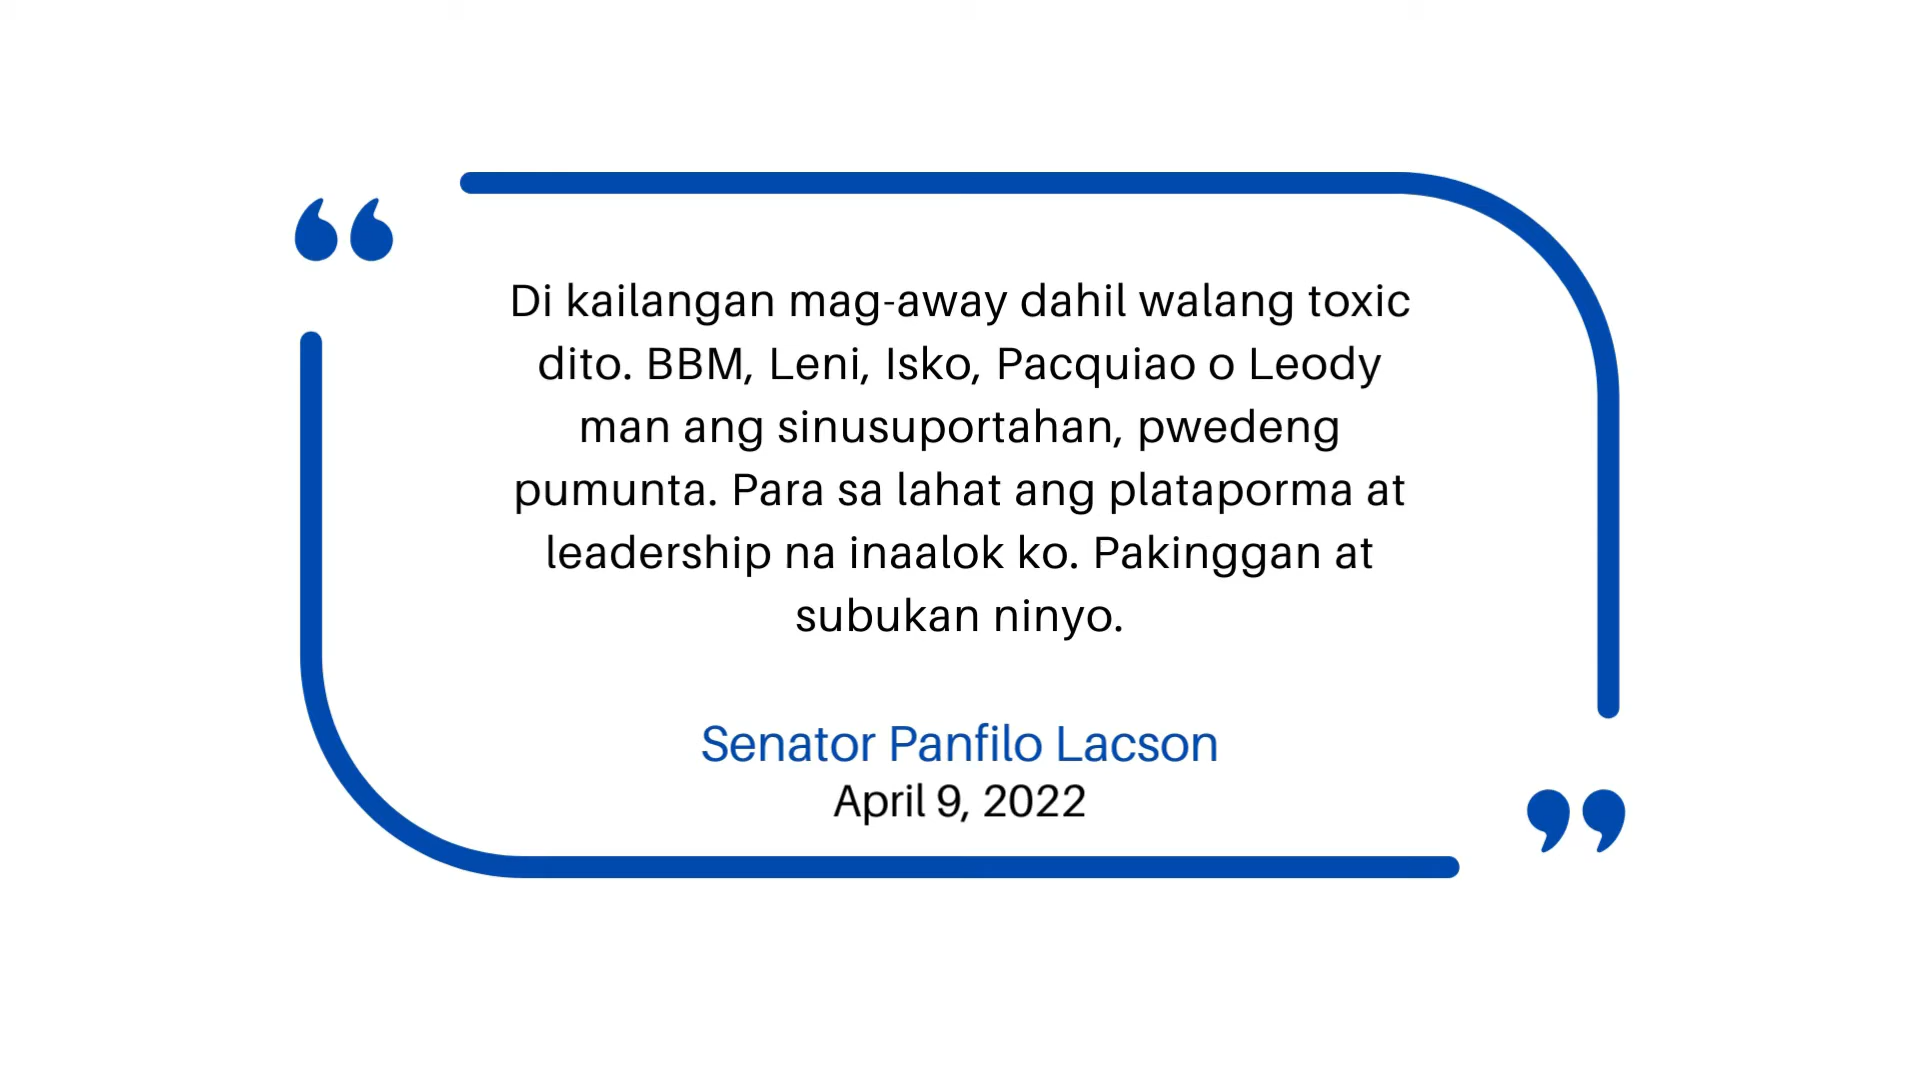 Di kailangan mag-away dahil walang toxic
dito. BBM, Leni, Isko, Pacquiao o Leody
man ang sinusuportahan, pwedeng
pumunta. Para sa lahat ang plataporma at
leadership na inaalok ko. Pakinggan at
subukan ninyo.
Senator Panfilo Lacson
April 9, 2022